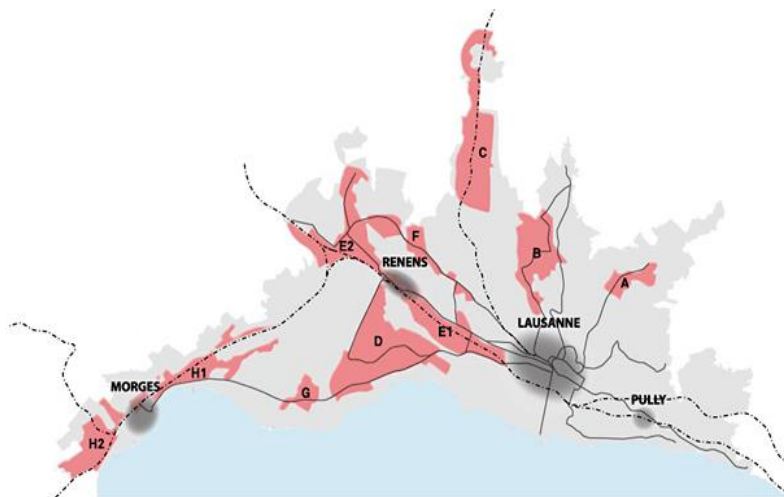 C
F
E2
B
RENENS
A
LAUSANNE
E1
D
H1
MORGES
G
PULLY
H2